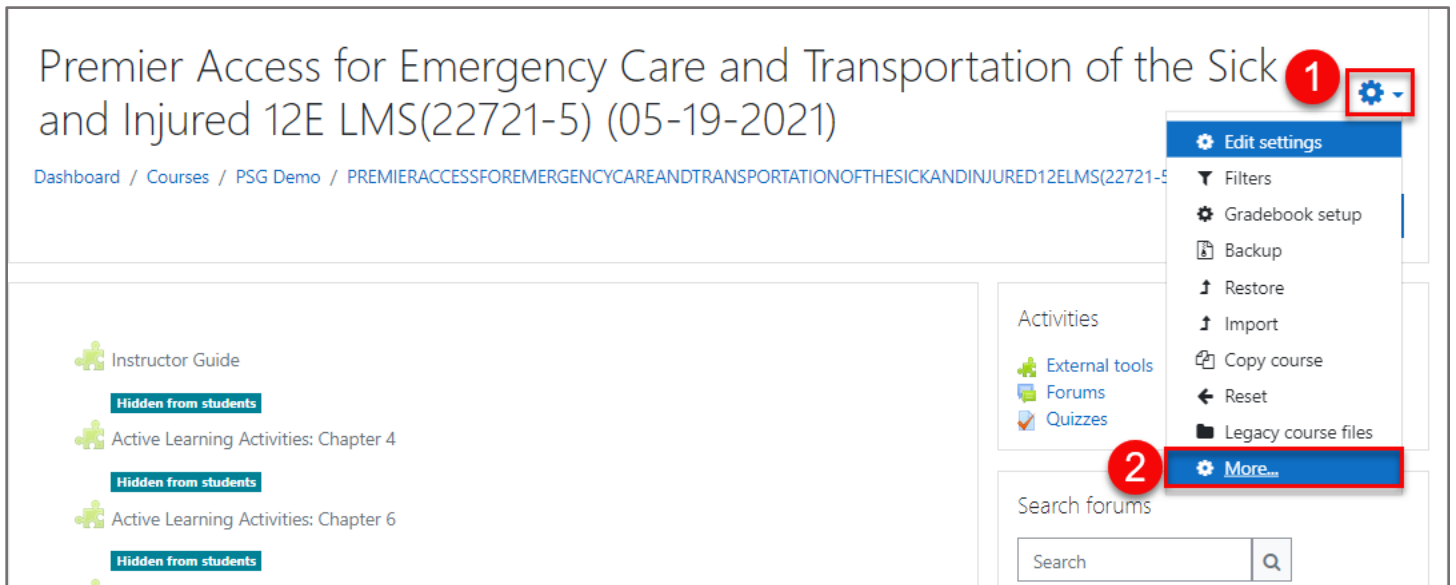 Premier Access for Emergency Care and Transportation of the Sick
and Injured 12E LMS(22721-5) (05-19-2021)
1
Dashboard / Courses / PSG Demo / PREMIERACCESSFOREMERGENCYCAREANDTRANSPORTATIONOFTHESICKANDINJURED12ELMS(22721-5
Edit settings
Filters
Gradebook setup
Backup
Restore
Import
Copy course
Reset
Legacy course files
2
More...
Instructor Guide
Hidden from students
Active Learning Activities: Chapter 4
Hidden from students
Active Learning Activities: Chapter 6
Hidden from students
Activities
External tools
Forums
Quizzes
Search forums
Search